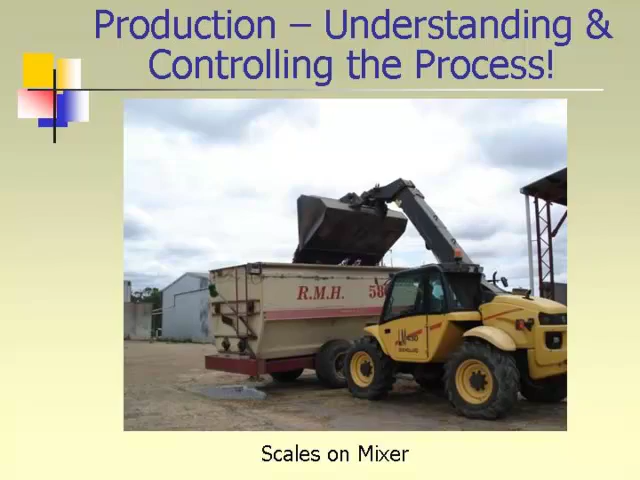 Production – Understanding &
Controlling the Process!
R.M.H.
Scales on Mixer